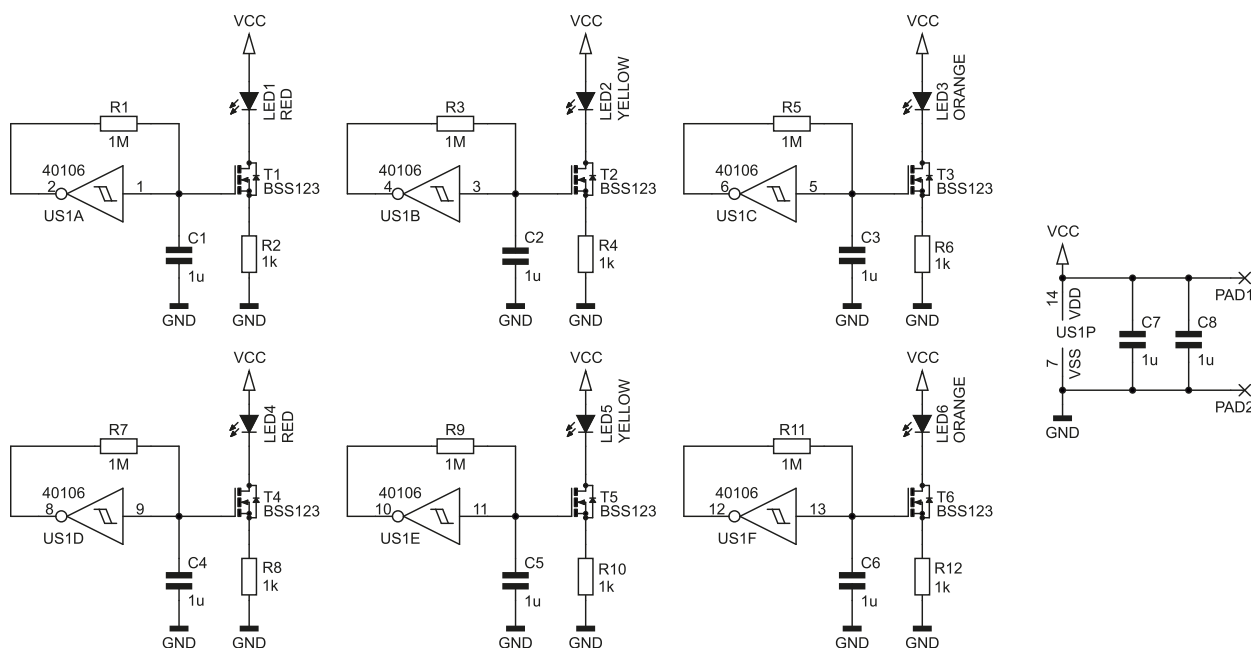 VCC
LED1
RED
R1
1M
40106
2
1
US1A
T1
BSS123
C1
1u
R2
1k
GND
GND
VCC
LED2
YELLOW
R3
1M
40106
4
3
US1B
T2
BSS123
C2
1u
R4
1k
GND
GND
VCC
LED3
ORANGE
R5
1M
40106
6
5
US1C
T3
BSS123
C3
1u
R6
1k
GND
GND
VCC
LED4
RED
R7
1M
40106
8
9
US1D
T4
BSS123
C4
1u
R8
1k
GND
GND
VCC
LED5
YELLOW
R9
1M
40106
10
11
US1E
T5
BSS123
C5
1u
R10
1k
GND
GND
VCC
LED6
ORANGE
R11
1M
40106
12
13
US1F
T6
BSS123
C6
1u
R12
1k
GND
GND
VCC
14
VDD
US1P
7
VSS
C7
1u
C8
1u
PAD1
PAD2
GND